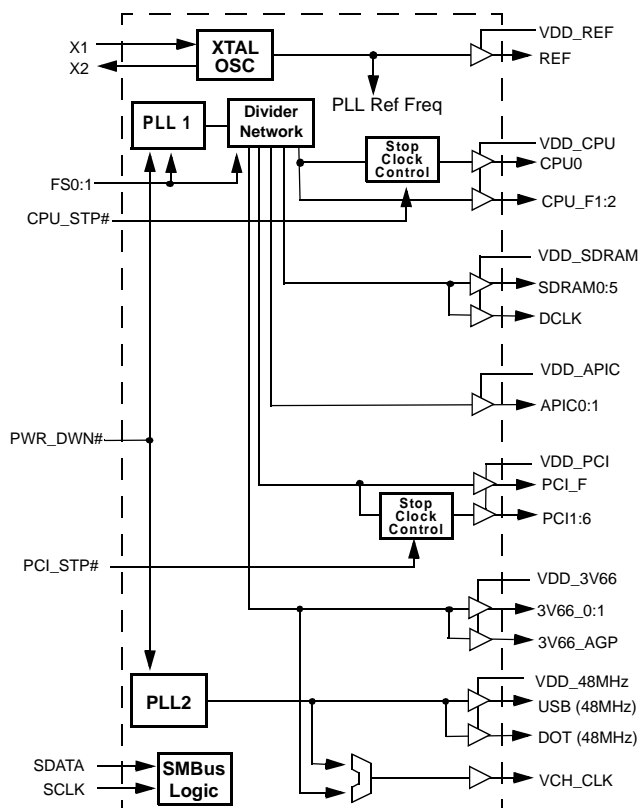 X1
X2
XTAL
OSC
VDD_REF
REF
PLL Ref Freq
PLL 1
Divider
Network
FS0:1
Stop
Clock
Control
VDD_CPU
CPU0
CPU_F1:2
CPU_STP#
VDD_SDRAM
SDRAM0:5
DCLK
VDD_APIC
APIC0:1
PWR_DWN#
VDD_PCI
PCI_F
Stop
Clock
Control
PCI1:6
PCI_STP#
VDD_3V66
3V66_0:1
3V66_AGP
PLL2
VDD_48MHz
USB (48MHz)
DOT (48MHz)
SDATA
SCLK
SMBus
Logic
VCH_CLK